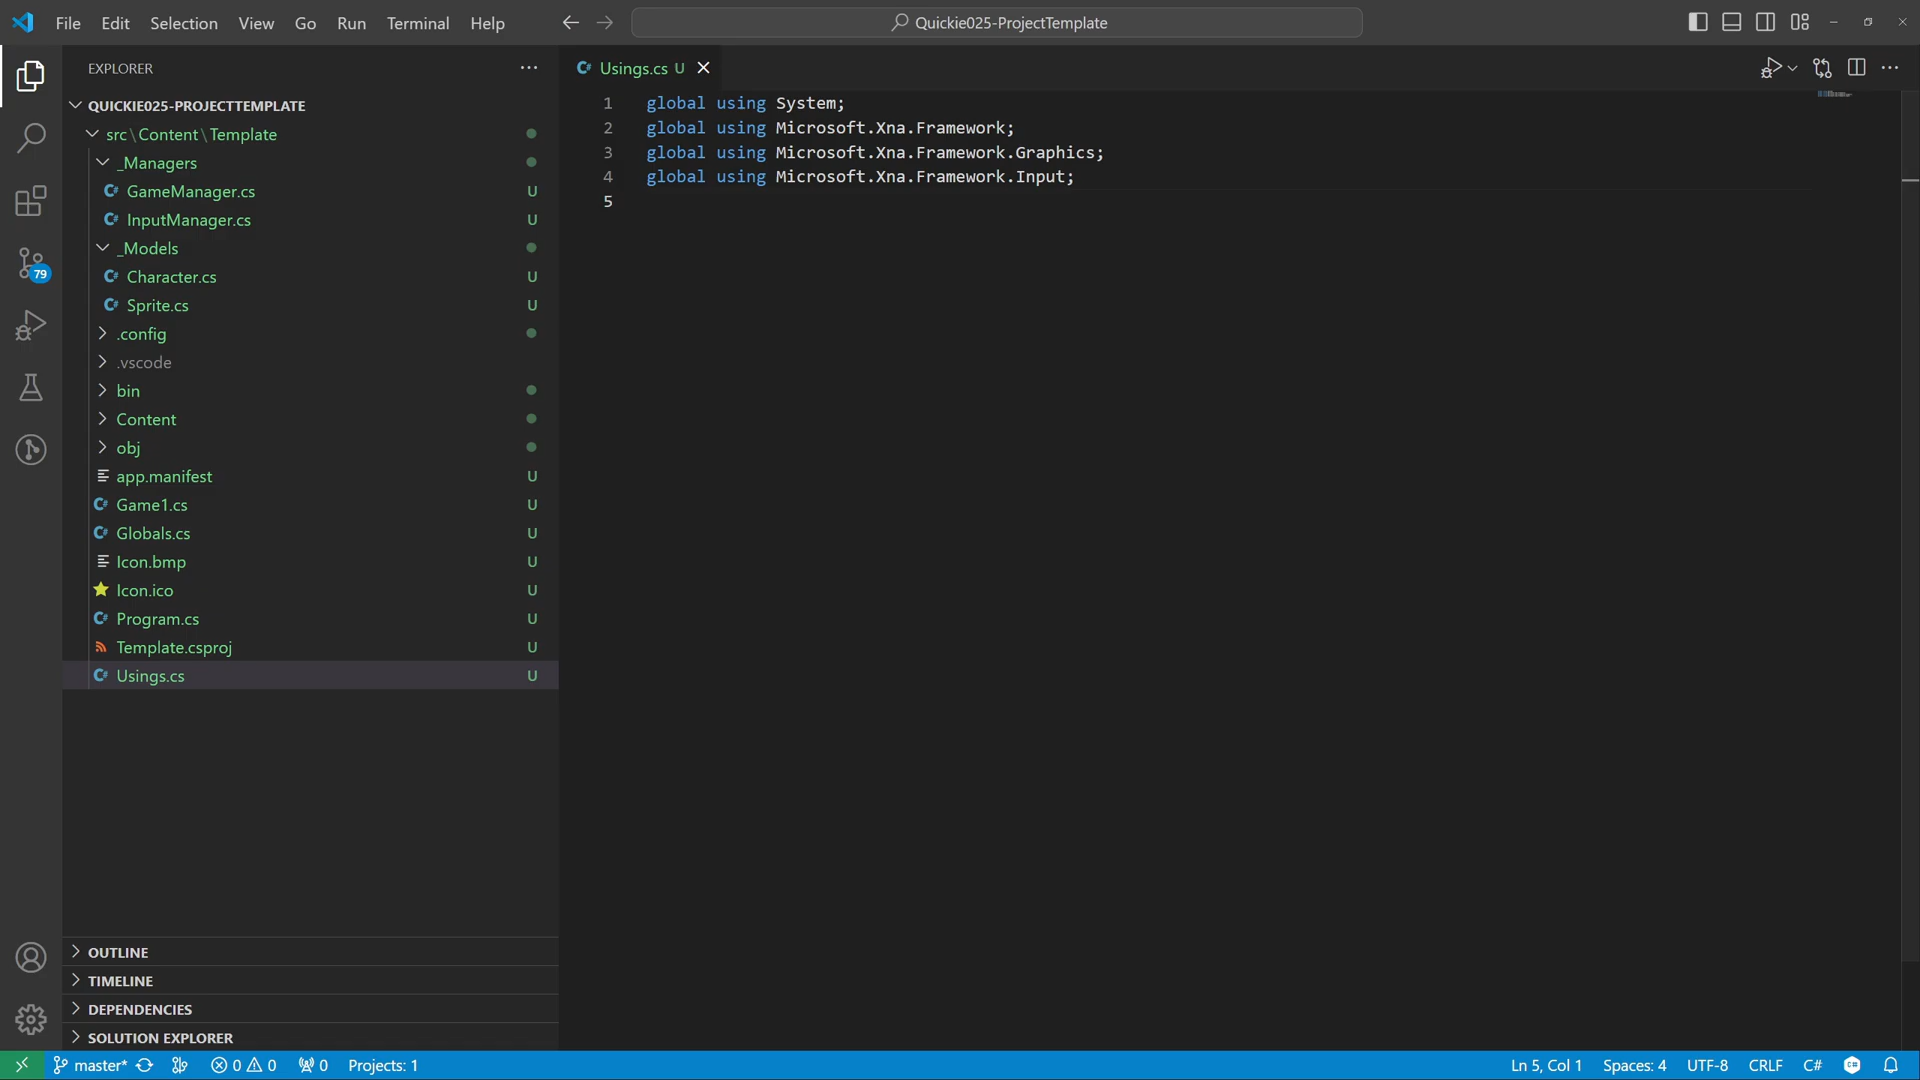 File Edit Selection View Go Run Terminal Help
Quickie025-ProjectTemplate
EXPLORER
QUICKIE025-PROJECTTEMPLATE
src\Content\Template
_Managers
GameManager.cs U
InputManager.cs U
_Models
Character.cs U
Sprite.cs U
.config
.vscode
bin
Content
obj
app.manifest U
Game1.cs U
Globals.cs U
Icon.bmp U
Icon.ico U
Program.cs U
Template.csproj U
Usings.cs U
OUTLINE
TIMELINE
DEPENDENCIES
SOLUTION EXPLORER
79
Usings.cs U
1 global using System;
2 global using Microsoft.Xna.Framework;
3 global using Microsoft.Xna.Framework.Graphics;
4 global using Microsoft.Xna.Framework.Input;
5
master* 0 0 0 Projects: 1 Ln 5, Col 1 Spaces: 4 UTF-8 CRLF C#